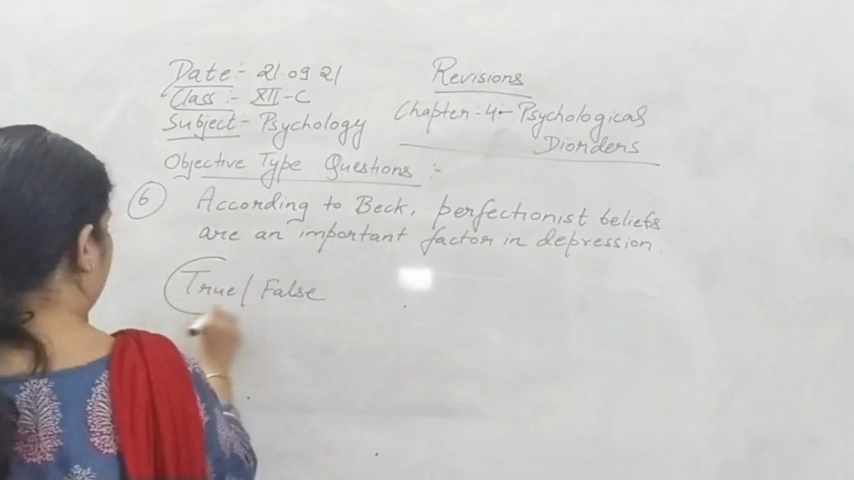 Date:- 21.09.21
Class:- XII-C
Subject- Psychology
Revisions
Chapter:-4- Psychological
Diorders
Objective Type Questions :-
6 According to Beck, perfectionist beliefs
are an important factor in depression.
True/False